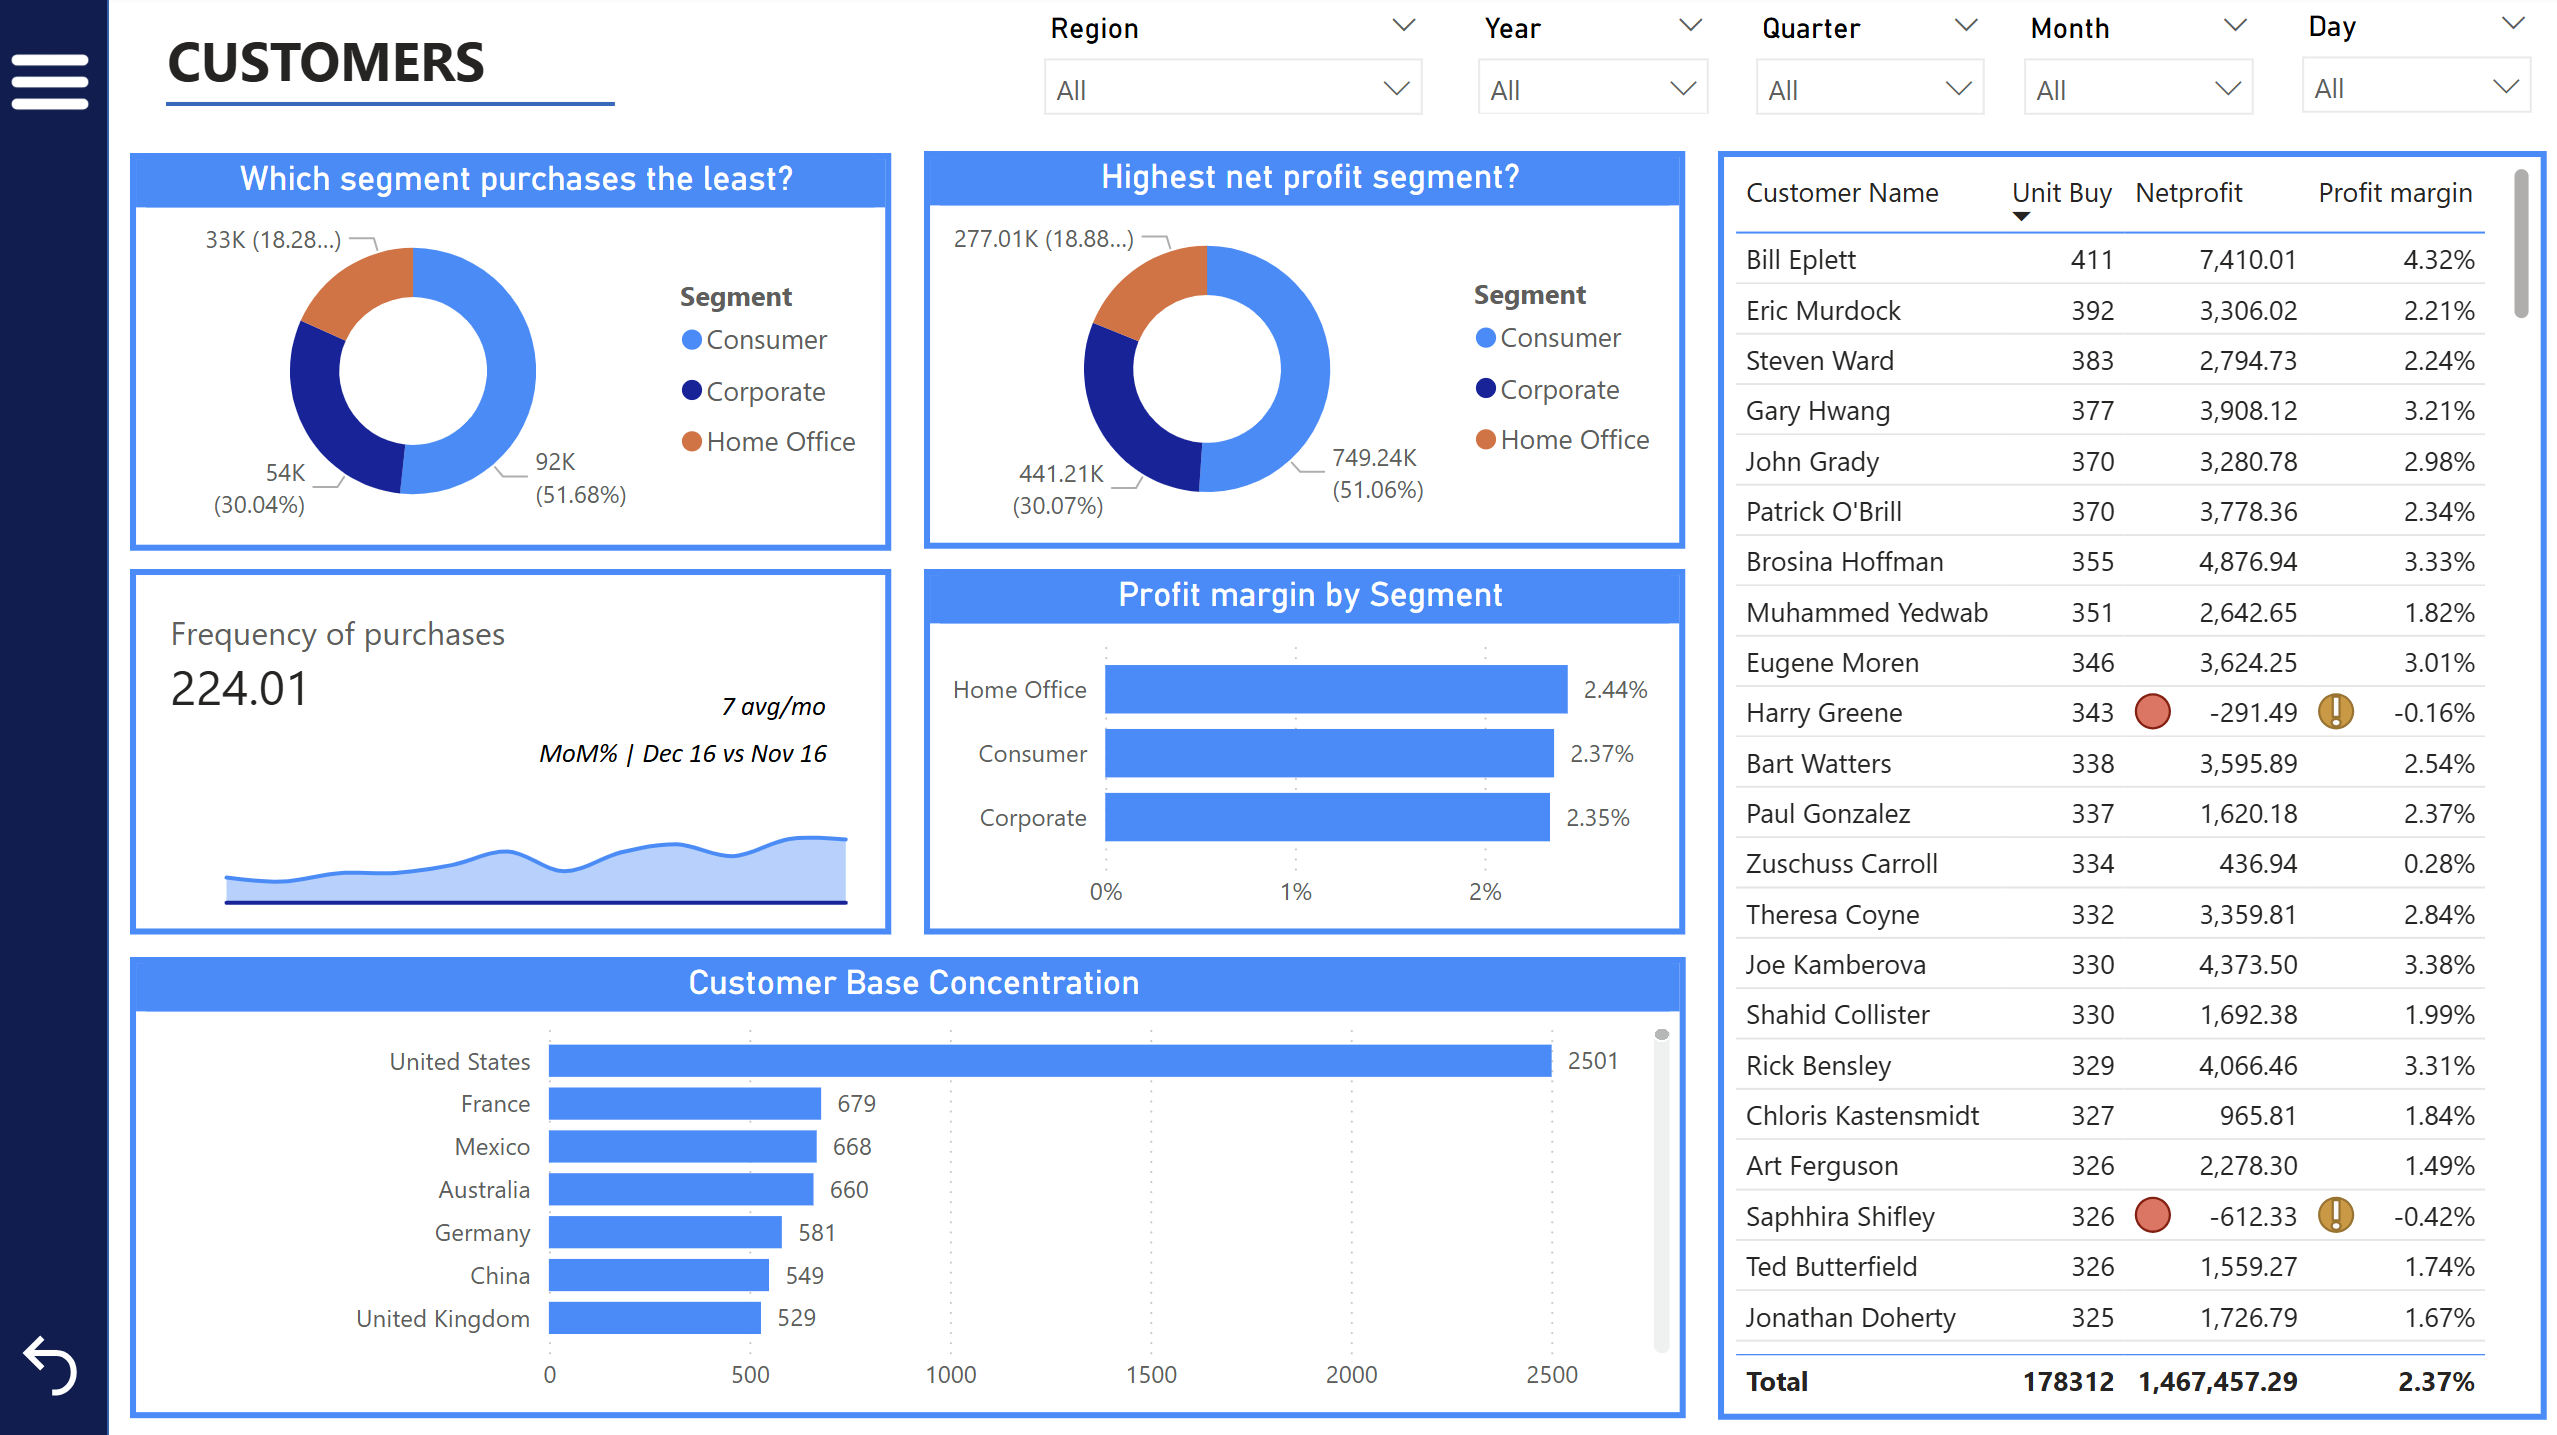 CUSTOMERS
Region
Year
Quarter
Month
Day
All
All
All
All
All
Which segment purchases the least?
33K (18.28...)
54K
(30.04%)
92K
(51.68%)
Segment
Consumer
Corporate
Home Office
Highest net profit segment?
277.01K (18.88...)
441.21K
(30.07%)
749.24K
(51.06%)
Segment
Consumer
Corporate
Home Office
Frequency of purchases
224.01
7 avg/mo
MoM% | Dec 16 vs Nov 16
Profit margin by Segment
Home Office 2.44%
Consumer 2.37%
Corporate 2.35%
0% 1% 2%
Customer Base Concentration
United States 2501
France 679
Mexico 668
Australia 660
Germany 581
China 549
United Kingdom 529
0 500 1000 1500 2000 2500
Customer Name Unit Buy Netprofit Profit margin
Bill Eplett 411 7,410.01 4.32%
Eric Murdock 392 3,306.02 2.21%
Steven Ward 383 2,794.73 2.24%
Gary Hwang 377 3,908.12 3.21%
John Grady 370 3,280.78 2.98%
Patrick O'Brill 370 3,778.36 2.34%
Brosina Hoffman 355 4,876.94 3.33%
Muhammed Yedwab 351 2,642.65 1.82%
Eugene Moren 346 3,624.25 3.01%
Harry Greene 343 -291.49 -0.16%
Bart Watters 338 3,595.89 2.54%
Paul Gonzalez 337 1,620.18 2.37%
Zuschuss Carroll 334 436.94 0.28%
Theresa Coyne 332 3,359.81 2.84%
Joe Kamberova 330 4,373.50 3.38%
Shahid Collister 330 1,692.38 1.99%
Rick Bensley 329 4,066.46 3.31%
Chloris Kastensmidt 327 965.81 1.84%
Art Ferguson 326 2,278.30 1.49%
Saphhira Shifley 326 -612.33 -0.42%
Ted Butterfield 326 1,559.27 1.74%
Jonathan Doherty 325 1,726.79 1.67%
Total 178312 1,467,457.29 2.37%